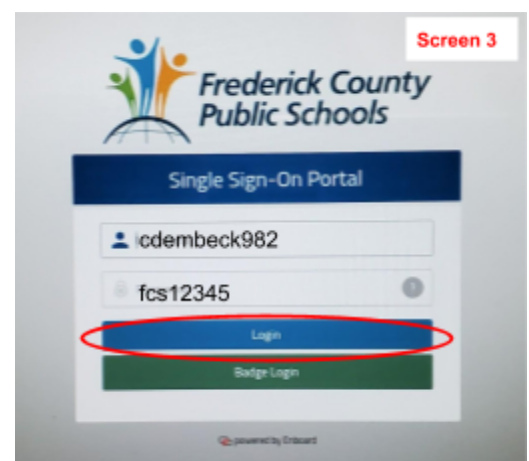 Screen 3
Frederick County
Public Schools
Single Sign-On Portal
cdembeck982
fcs12345
Login
Badge Login
powered by Enboard